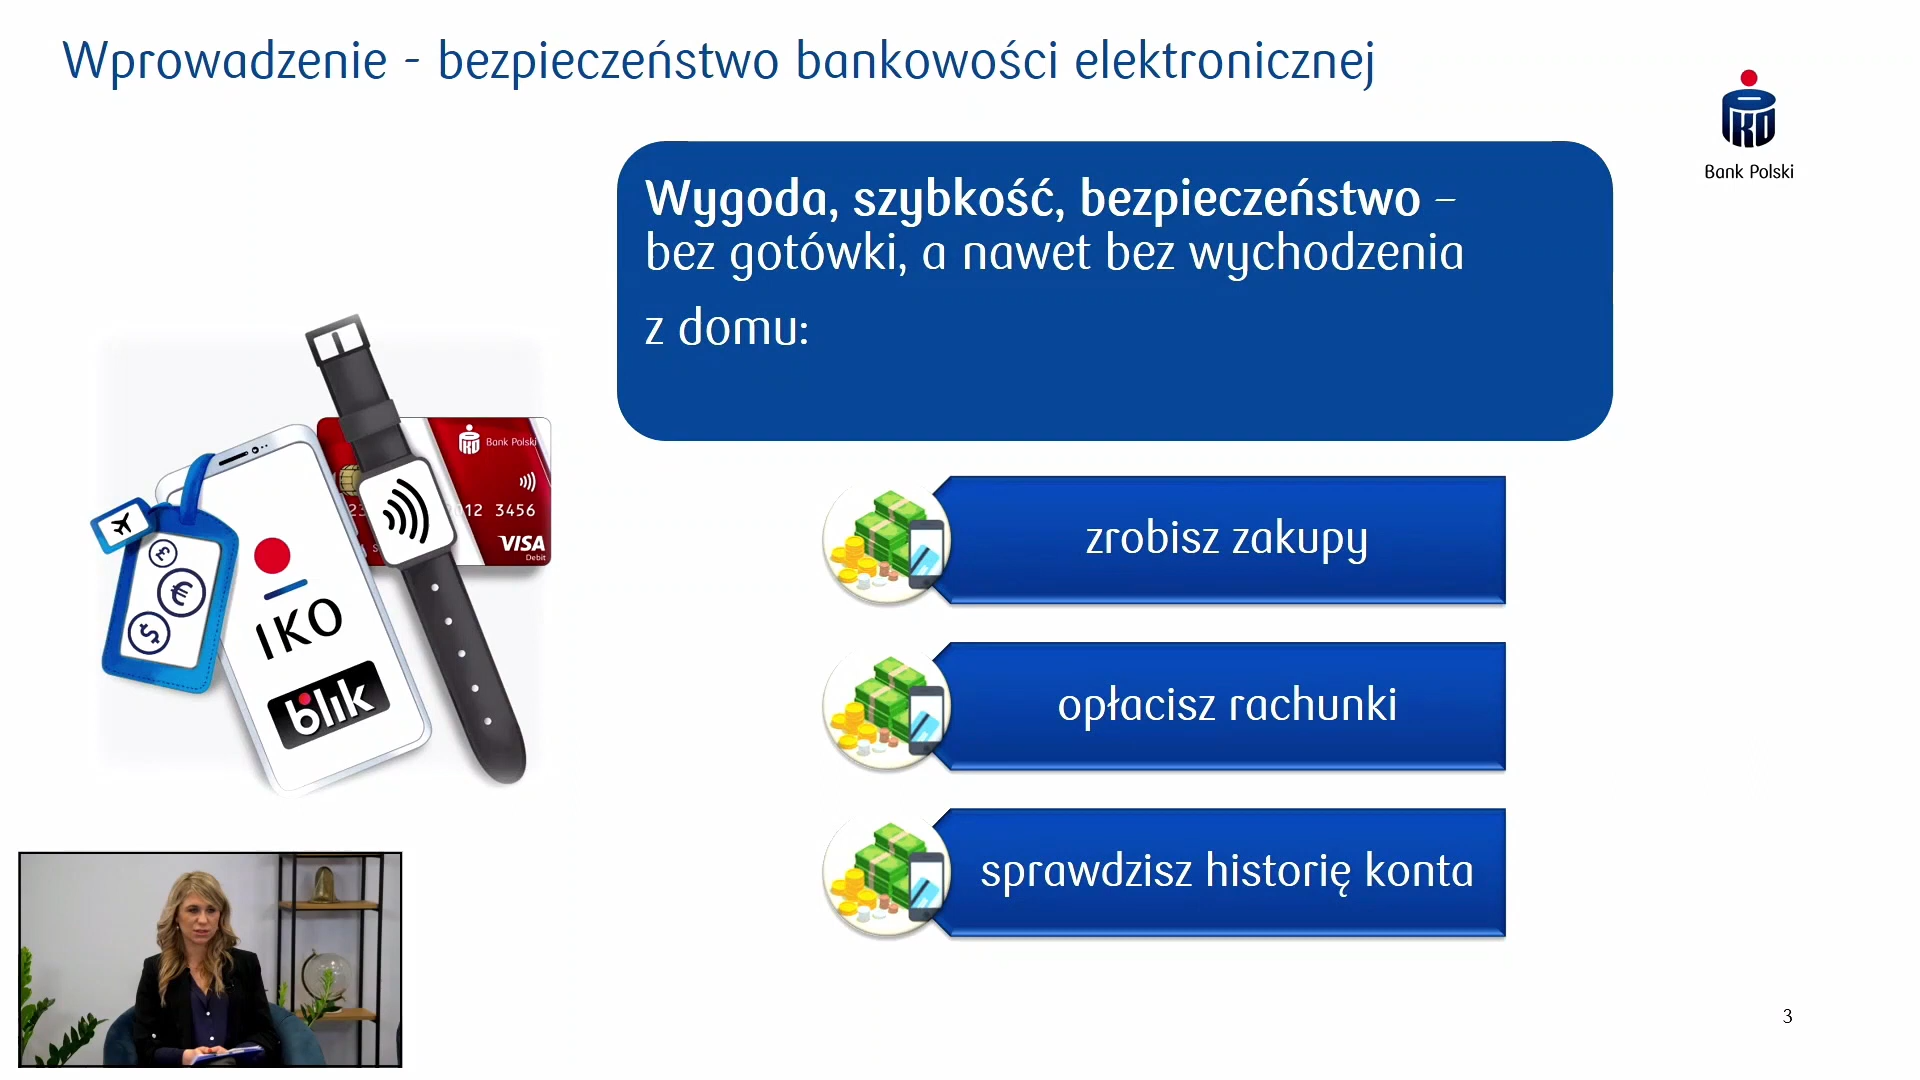 Wprowadzenie - bezpieczeństwo bankowości elektronicznej
Bank Polski
Wygoda, szybkość, bezpieczeństwo –
bez gotówki, a nawet bez wychodzenia
z domu:
Bank Polski
012 3456
VISA
Debit
IKO
blik
zrobisz zakupy
opłacisz rachunki
sprawdzisz historię konta
3